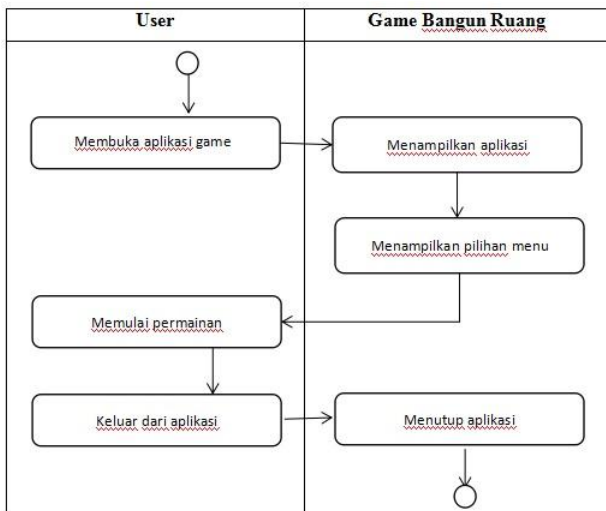 User
Game Bangun Ruang
Membuka aplikasi game
Menampilkan aplikasi
Menampilkan pilihan menu
Memulai permainan
Keluar dari aplikasi
Menutup aplikasi